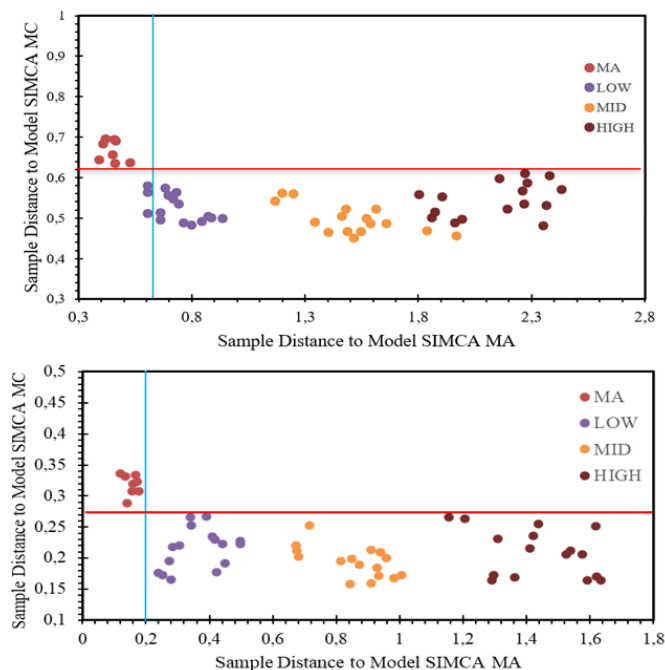 1
0,9
0,8
0,7
0,6
0,5
0,4
0,3
Sample Distance to Model SIMCA MC
MA
LOW
MID
HIGH
0,3 0,8 1,3 1,8 2,3 2,8
Sample Distance to Model SIMCA MA
0,5
0,45
0,4
0,35
0,3
0,25
0,2
0,15
0,1
Sample Distance to Model SIMCA MC
MA
LOW
MID
HIGH
0 0,2 0,4 0,6 0,8 1 1,2 1,4 1,6 1,8
Sample Distance to Model SIMCA MA